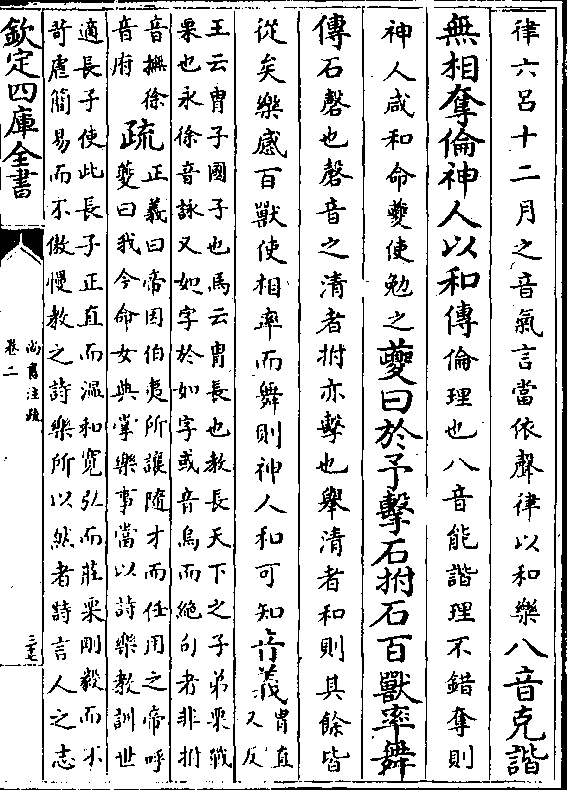 律六呂十二月之音氣言當依聲律以和樂八音克諧
無相奪倫神人以和傳倫理也八音能諧理不錯奪則
神人咸和命夔使勉之夔曰於予擊石拊石百獸率舞
傳石磬也磬音之清者拊亦擊也舉清者和則其餘皆
從矣樂感百獸使相率而舞則神人和可知音義胄直
又反
王云胄子國子也馬云胄長也教長天下之子弟栗戰
栗也永徐音詠又如字於如字或音烏而絶句者非拊
音撫徐
音府疏正義曰帝因伯夷所讓隨才而任用之帝呼
夔曰我今命女典掌樂事當以詩樂教訓世
適長子使此長子正直而溫和寛弘而莊栗剛毅而不
苛虐簡易而不傲慢教之詩樂所以然者詩言人之志
欽定四庫全書
尚書注疏
卷二
三七